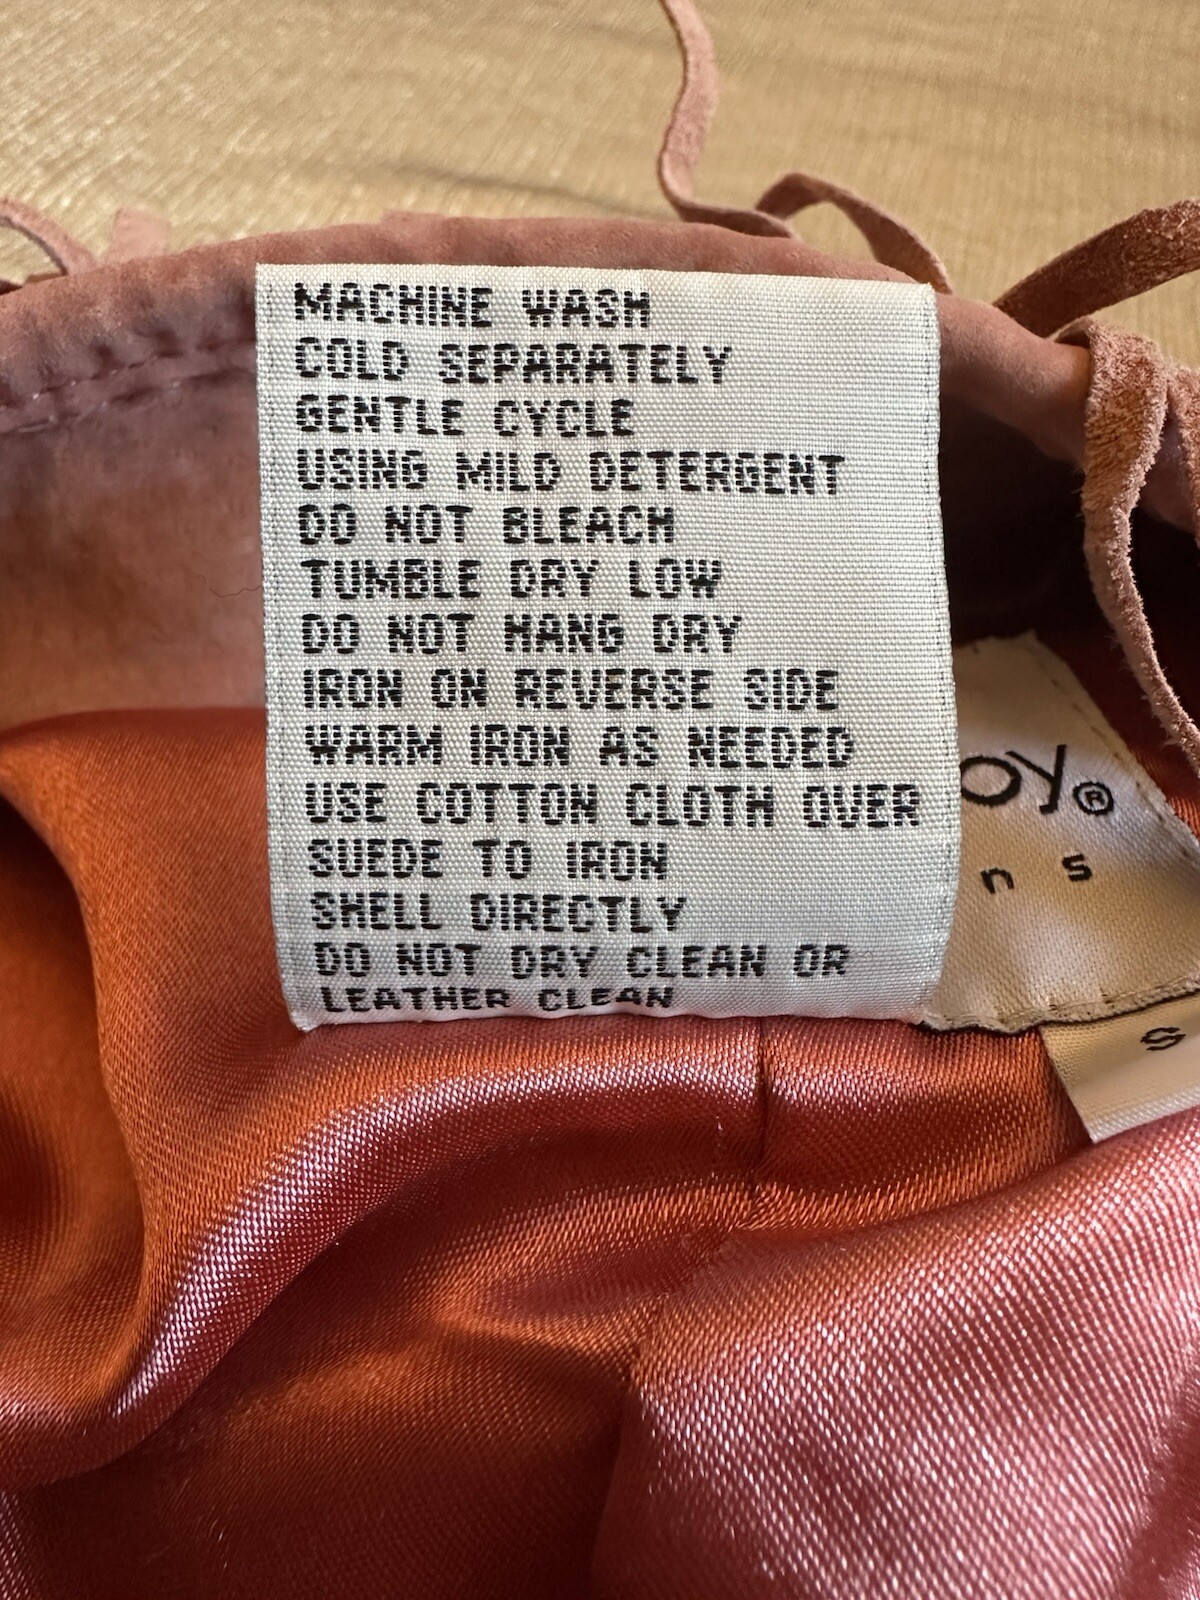 MACHINE WASH
COLD SEPARATELY
GENTLE CYCLE
USING MILD DETERGENT
DO NOT BLEACH
TUMBLE DRY LOW
DO NOT HANG DRY
IRON ON REVERSE SIDE
WARM IRON AS NEEDED
USE COTTON CLOTH OVER
SUEDE TO IRON
SHELL DIRECTLY
DO NOT DRY CLEAN OR
LEATHER CLEAN
OY®
n s
S